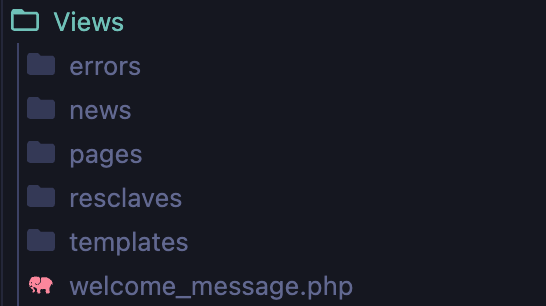 Views
errors
news
pages
resclaves
templates
welcome_message.php